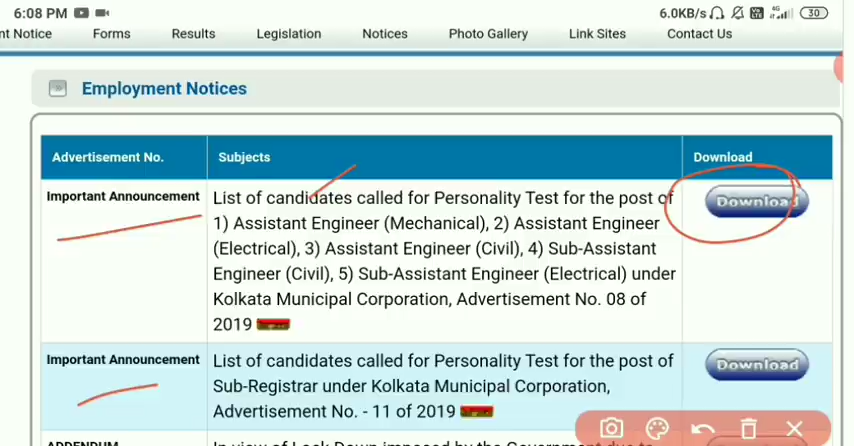 6:08 PM
6.0KB/s 4G 30
nt Notice Forms Results Legislation Notices Photo Gallery Link Sites Contact Us
Employment Notices
Advertisement No. Subjects Download
Important Announcement List of candidates called for Personality Test for the post of Download
1) Assistant Engineer (Mechanical), 2) Assistant Engineer
(Electrical), 3) Assistant Engineer (Civil), 4) Sub-Assistant
Engineer (Civil), 5) Sub-Assistant Engineer (Electrical) under
Kolkata Municipal Corporation, Advertisement No. 08 of
2019
Important Announcement List of candidates called for Personality Test for the post of Download
Sub-Registrar under Kolkata Municipal Corporation,
Advertisement No. - 11 of 2019
ADDENDUM In view of Lock Down imposed by the Government due to